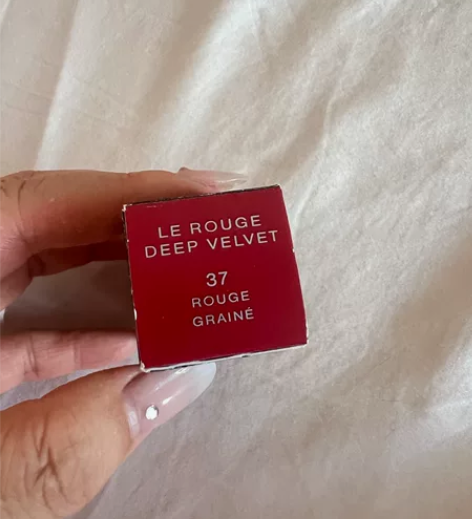 LE ROUGE
DEEP VELVET
37
ROUGE
GRAINÉ